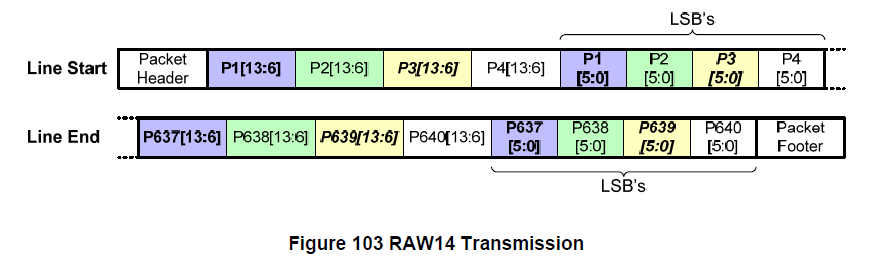 LSB's
Line Start
Packet Header
P1[13:6]
P2[13:6]
P3[13:6]
P4[13:6]
P1 [5:0]
P2 [5:0]
P3 [5:0]
P4 [5:0]
Line End
P637[13:6]
P638[13:6]
P639[13:6]
P640[13:6]
P637 [5:0]
P638 [5:0]
P639 [5:0]
P640 [5:0]
Packet Footer
LSB's
Figure 103 RAW14 Transmission